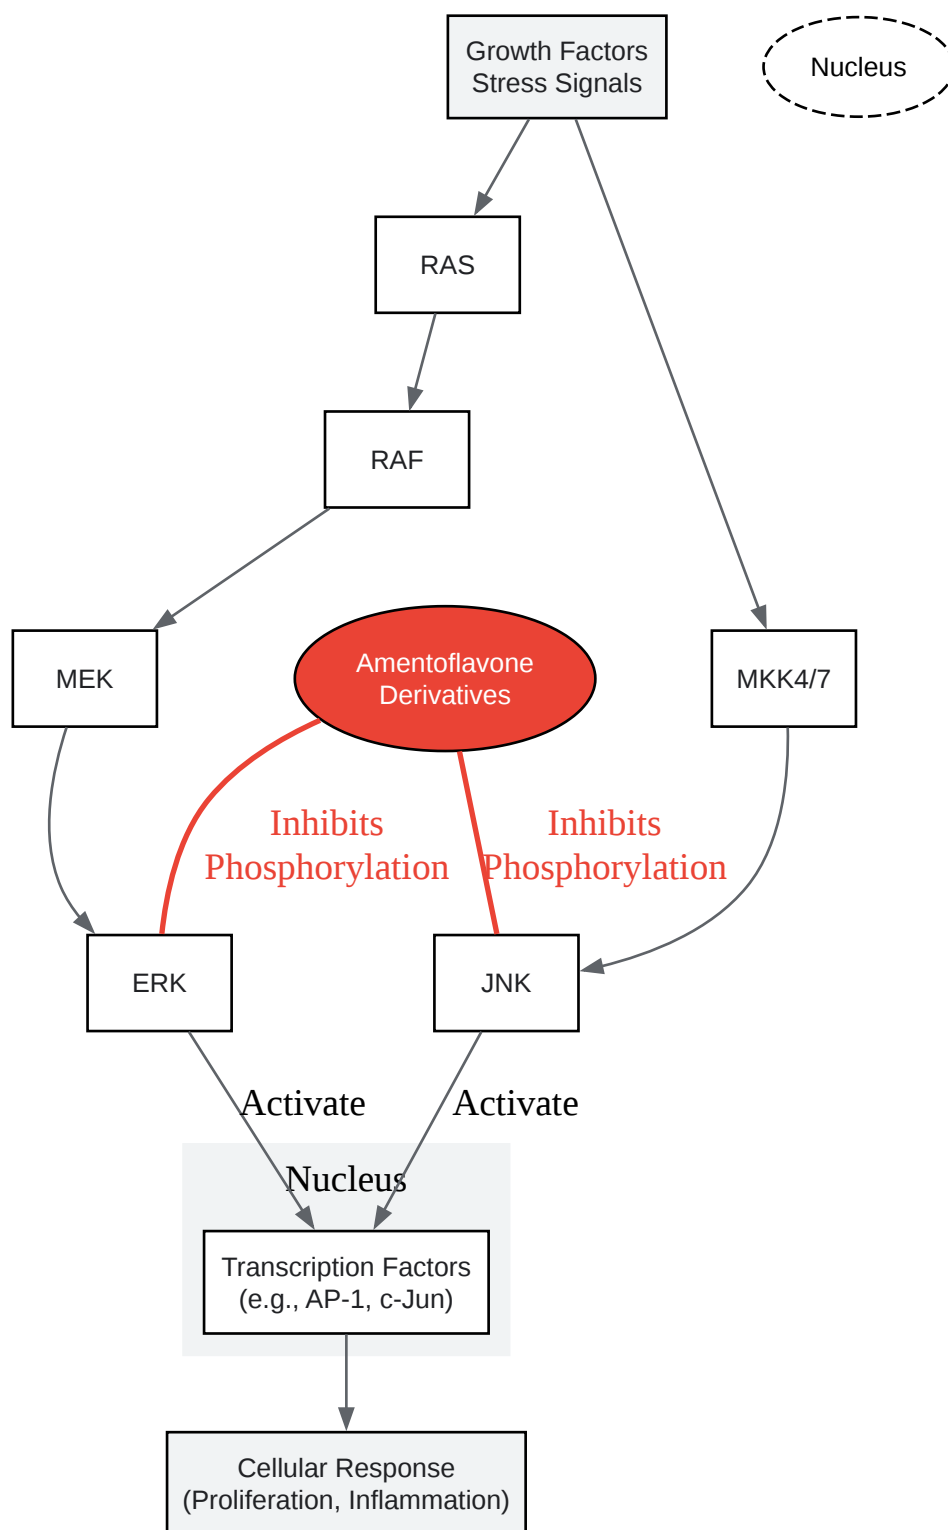 Growth Factors
Stress Signals
Nucleus
RAS
RAF
MEK
Amentoflavone
Derivatives
MKK4/7
Inhibits
Phosphorylation
Inhibits
Phosphorylation
ERK
JNK
Activate
Activate
Nucleus
Transcription Factors
(e.g., AP-1, c-Jun)
Cellular Response
(Proliferation, Inflammation)